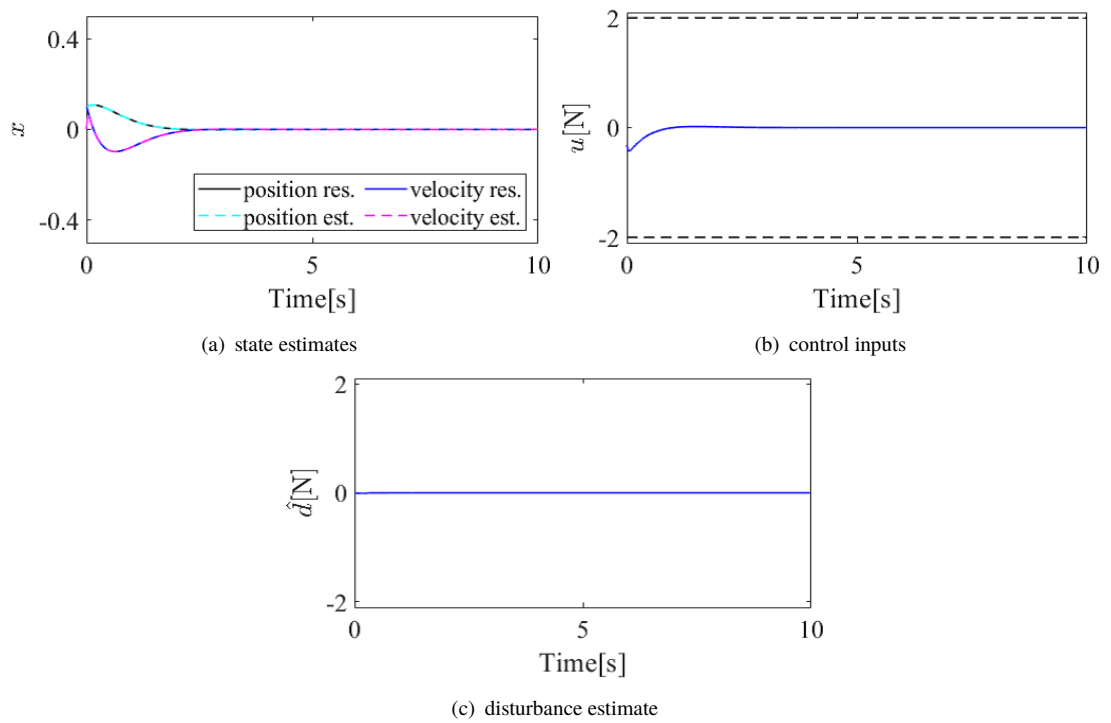 0.4
0
-0.4
x
position res.
velocity res.
position est.
velocity est.
0
5
10
Time[s]
(a) state estimates
2
0
-2
u[N]
0
5
10
Time[s]
(b) control inputs
2
0
-2
d̂[N]
0
5
10
Time[s]
(c) disturbance estimate